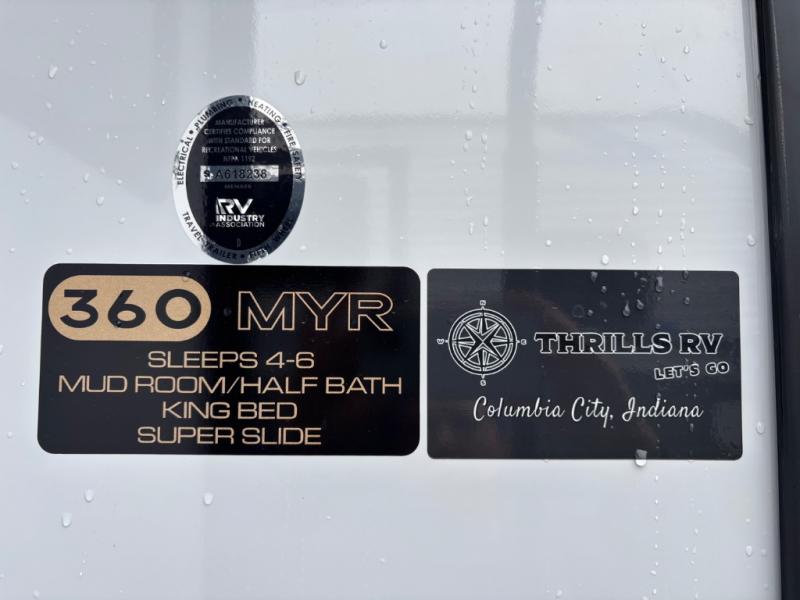 ELECTRICAL • PLUMBING • HEATING • FIRE SAFETY
MANUFACTURER
CERTIFIES COMPLIANCE
WITH STANDARD FOR
RECREATIONAL VEHICLES
NFPA 1192
S-A618238
MEMBER
RV
INDUSTRY
ASSOCIATION
TRAVEL TRAILER • FIFTH WHEEL
360 MYR
SLEEPS 4-6
MUD ROOM/HALF BATH
KING BED
SUPER SLIDE
THRILLS RV
LET'S GO
Columbia City, Indiana